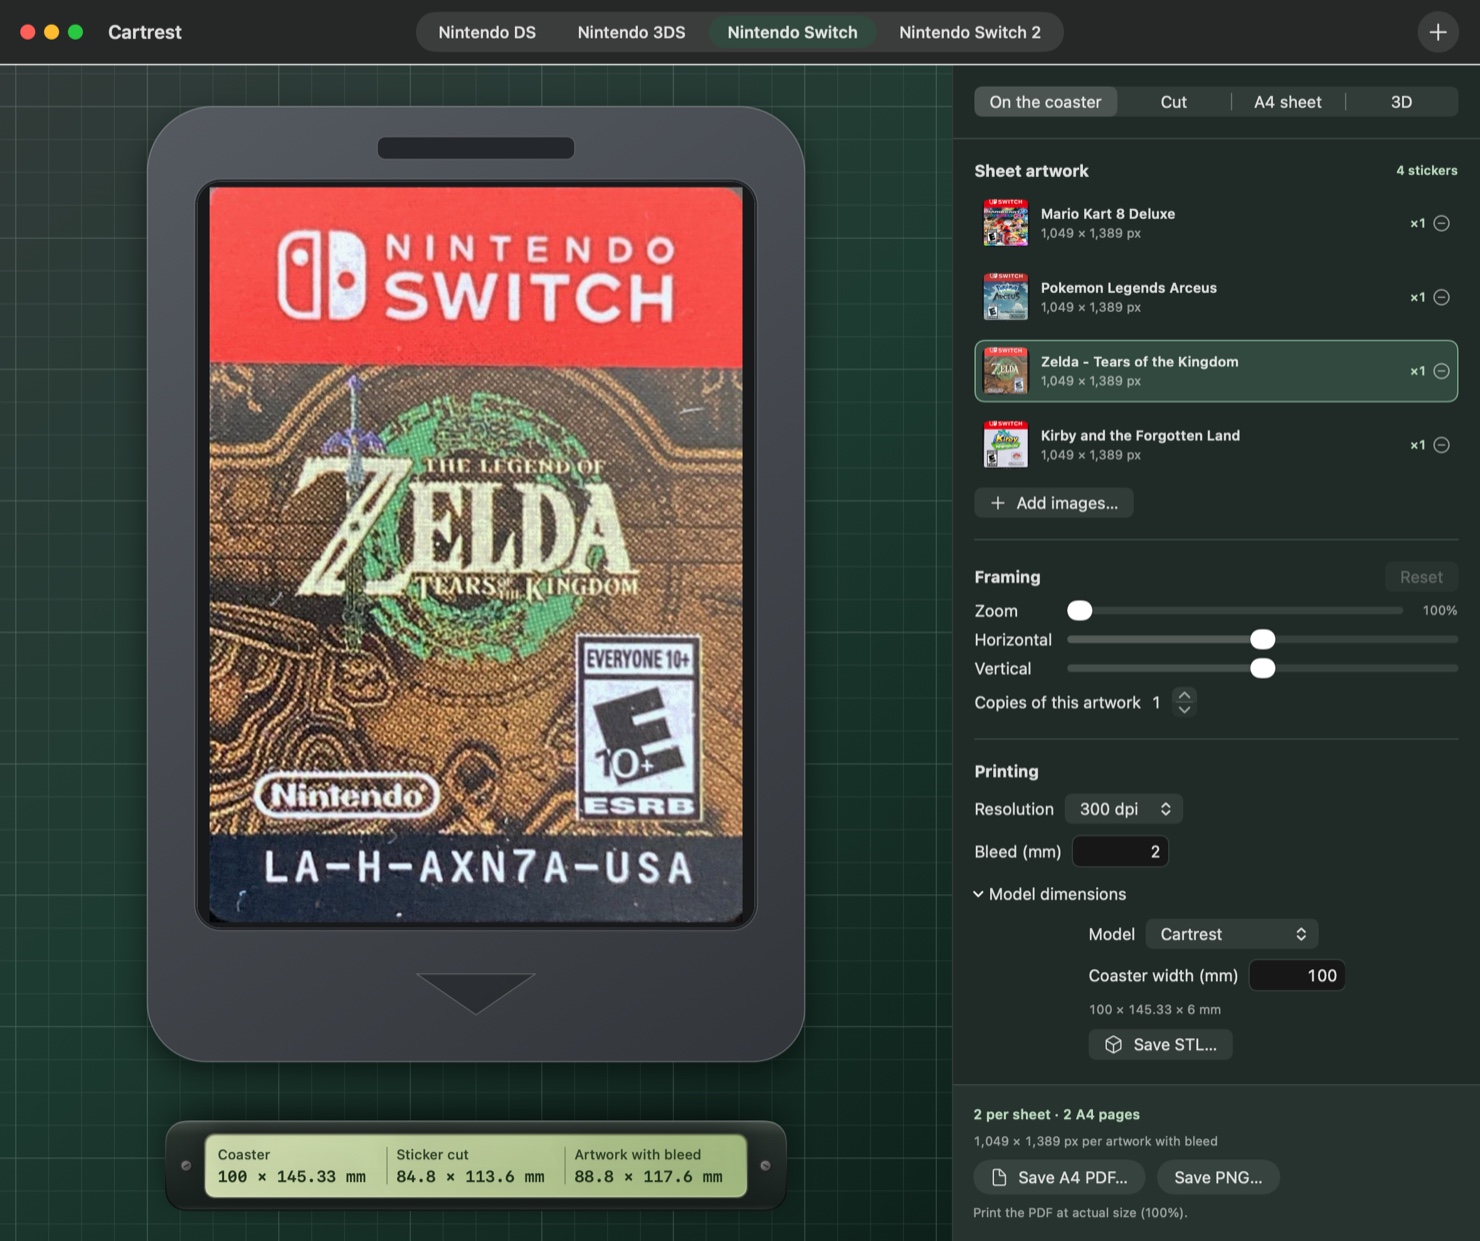 Cartrest
Nintendo DS
Nintendo 3DS
Nintendo Switch
Nintendo Switch 2
On the coaster
Cut
A4 sheet
3D
NINTENDO
SWITCH
THE LEGEND OF
ZELDA
TEARS OF THE KINGDOM
EVERYONE 10+
E
10+
ESRB
Nintendo
LA-H-AXN7A-USA
Coaster
100 × 145.33 mm
Sticker cut
84.8 × 113.6 mm
Artwork with bleed
88.8 × 117.6 mm
Sheet artwork
4 stickers
Mario Kart 8 Deluxe
1,049 × 1,389 px
×1
Pokemon Legends Arceus
1,049 × 1,389 px
×1
Zelda - Tears of the Kingdom
1,049 × 1,389 px
×1
Kirby and the Forgotten Land
1,049 × 1,389 px
×1
Add images...
Framing
Reset
Zoom
100%
Horizontal
Vertical
Copies of this artwork 1
Printing
Resolution 300 dpi
Bleed (mm) 2
Model dimensions
Model Cartrest
Coaster width (mm) 100
100 × 145.33 × 6 mm
Save STL...
2 per sheet · 2 A4 pages
1,049 × 1,389 px per artwork with bleed
Save A4 PDF...
Save PNG...
Print the PDF at actual size (100%).